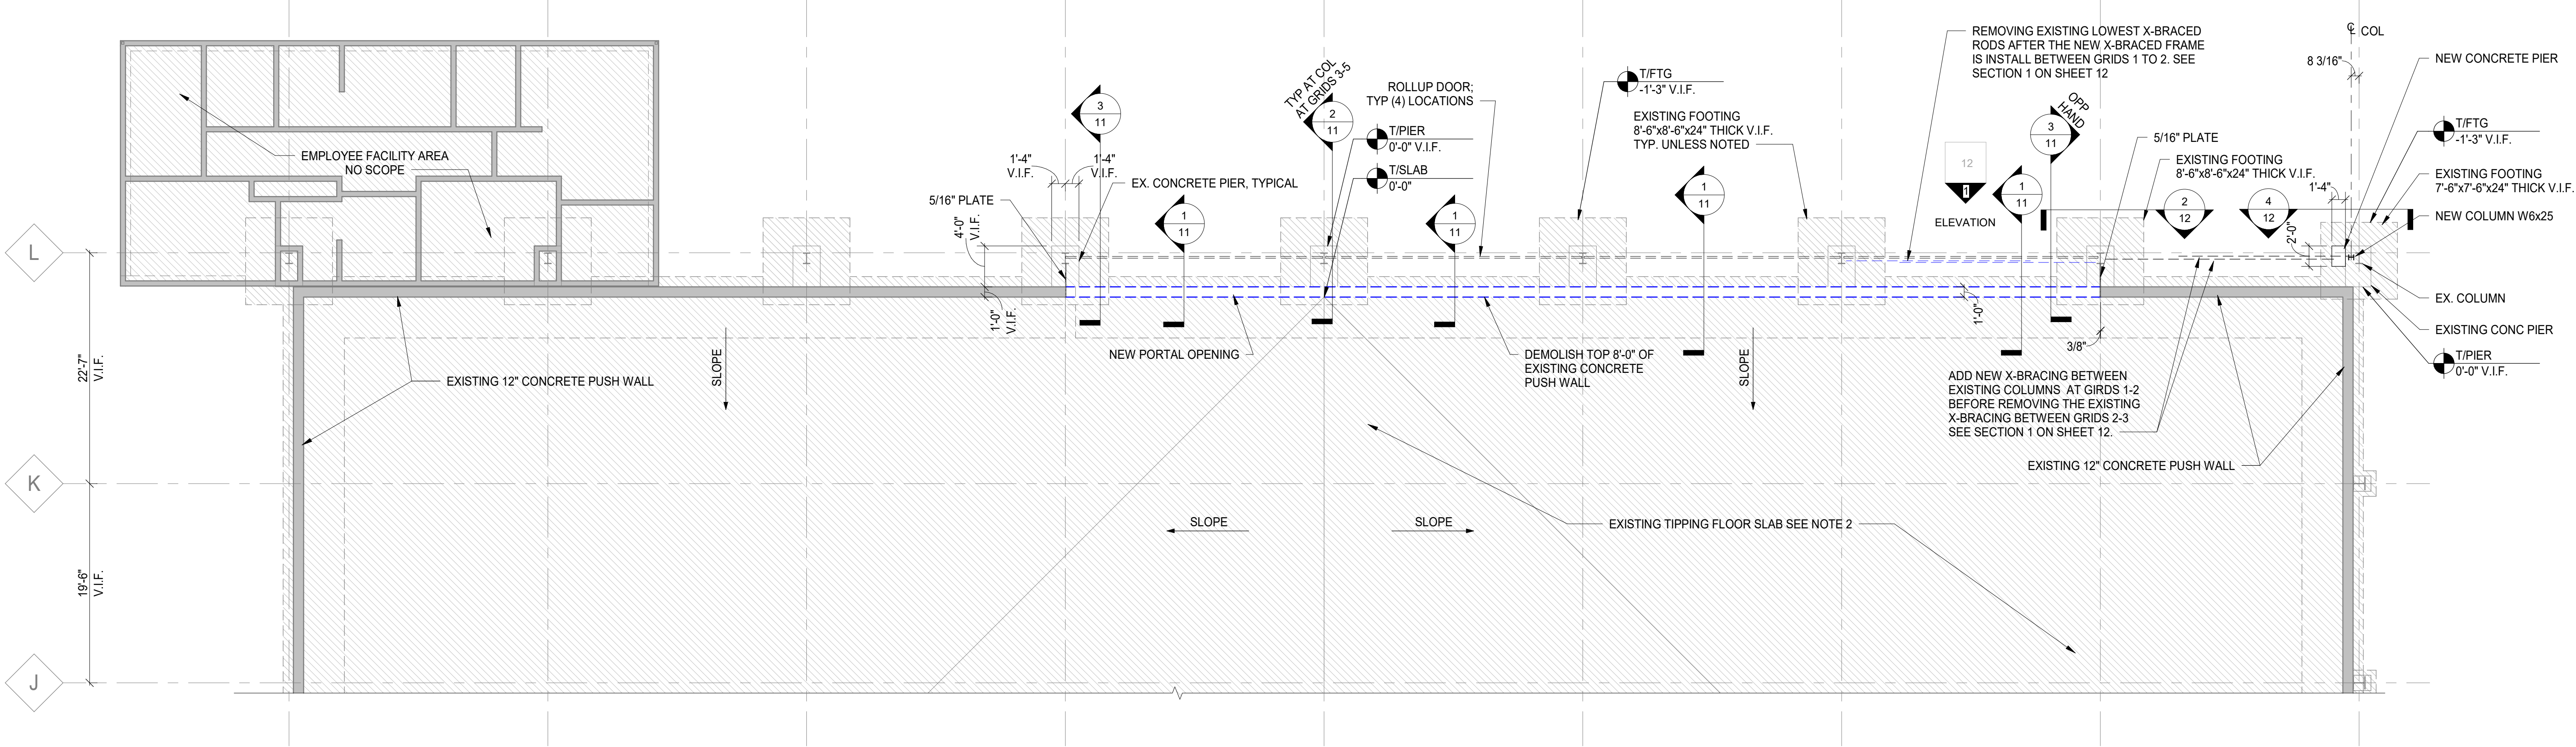 REMOVING EXISTING LOWEST X-BRACED
RODS AFTER THE NEW X-BRACED FRAME
IS INSTALL BETWEEN GRIDS 1 TO 2. SEE
SECTION 1 ON SHEET 12
℄ COL
8 3/16"
NEW CONCRETE PIER
TYP AT COL
AT GRIDS 3-5
T/FTG
-1'-3" V.I.F.
ROLLUP DOOR;
TYP (4) LOCATIONS
3
11
2
11
OPP
HAND
3
11
EXISTING FOOTING
8'-6"x8'-6"x24" THICK V.I.F.
TYP. UNLESS NOTED
T/PIER
0'-0" V.I.F.
T/FTG
-1'-3" V.I.F.
5/16" PLATE
EMPLOYEE FACILITY AREA
NO SCOPE
1'-4"
V.I.F.
1'-4"
V.I.F.
T/SLAB
0'-0"
12
1
ELEVATION
EXISTING FOOTING
8'-6"x8'-6"x24" THICK V.I.F.
EXISTING FOOTING
7'-6"x7'-6"x24" THICK V.I.F.
EX. CONCRETE PIER, TYPICAL
5/16" PLATE
1
11
1
11
1
11
1
11
2
12
4
12
1'-4"
NEW COLUMN W6x25
4'-0"
V.I.F.
2'-0"
L
1'-0"
V.I.F.
1'-0"
EX. COLUMN
EXISTING CONC PIER
3/8"
T/PIER
0'-0" V.I.F.
NEW PORTAL OPENING
DEMOLISH TOP 8'-0" OF
EXISTING CONCRETE
PUSH WALL
SLOPE
SLOPE
22'-7"
V.I.F.
EXISTING 12" CONCRETE PUSH WALL
ADD NEW X-BRACING BETWEEN
EXISTING COLUMNS AT GIRDS 1-2
BEFORE REMOVING THE EXISTING
X-BRACING BETWEEN GRIDS 2-3
SEE SECTION 1 ON SHEET 12.
EXISTING 12" CONCRETE PUSH WALL
K
SLOPE
SLOPE
EXISTING TIPPING FLOOR SLAB SEE NOTE 2
19'-6"
V.I.F.
J